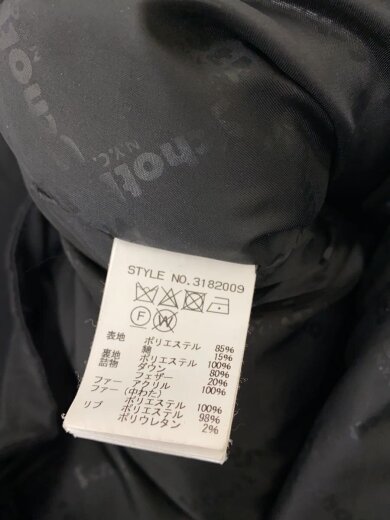 Schott
N.Y.C.
STYLE NO.3182009
F W
表地 ポリエステル 85%
綿 15%
裏地 ポリエステル 100%
詰物 ダウン 80%
フェザー 20%
ファー アクリル 100%
ファー(中わた)
ポリエステル 100%
リブ ポリエステル 98%
ポリウレタン 2%